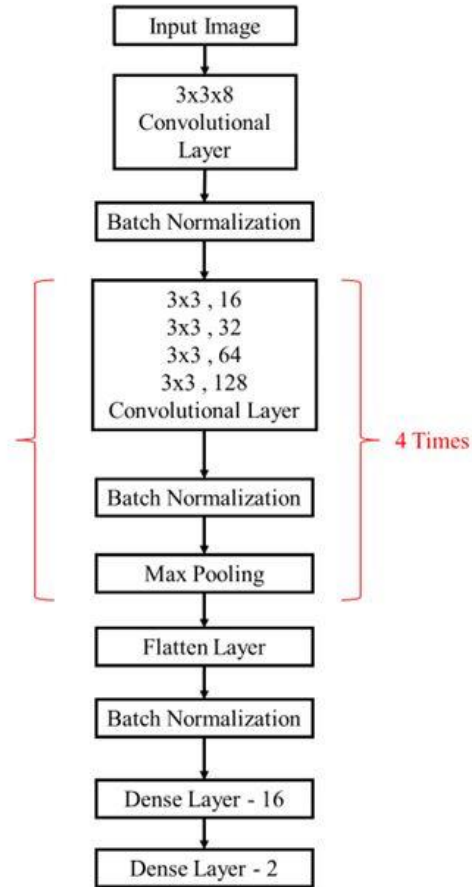 Input Image
3x3x8
Convolutional
Layer
Batch Normalization
3x3 , 16
3x3 , 32
3x3 , 64
3x3 , 128
Convolutional Layer
4 Times
Batch Normalization
Max Pooling
Flatten Layer
Batch Normalization
Dense Layer - 16
Dense Layer - 2